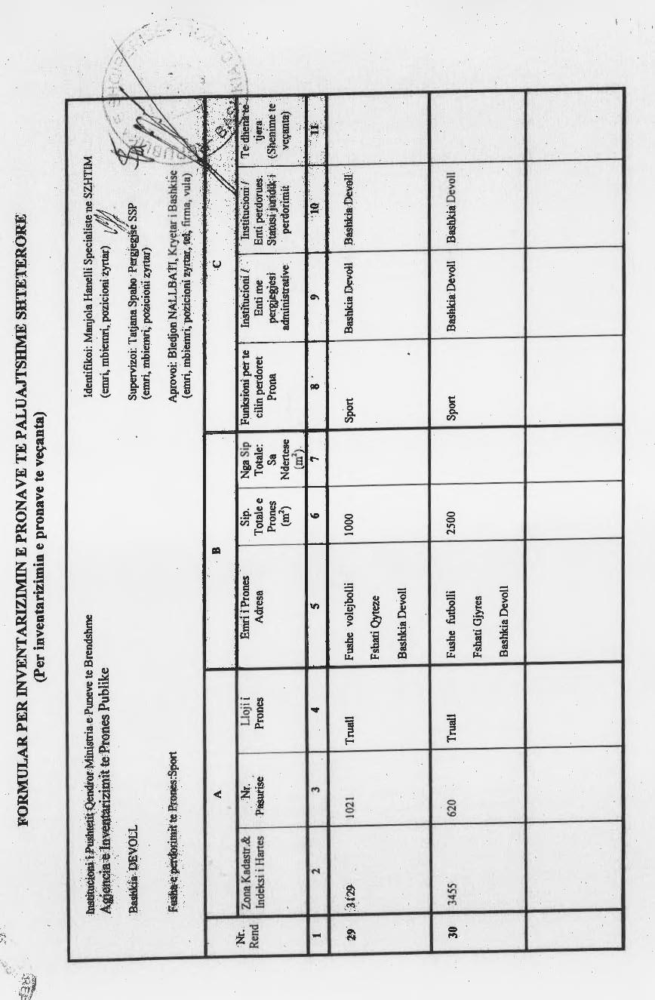 FORMULAR PER INVENTARIZIMIN E PRONAVE TE PALUAJTSHME SHTETERORE
(Per inventarizimin e pronave te veçanta)
Institucioni i Pushtetit Qendror Ministria e Puneve te Brendshme
Agjencia e Inventarizimit te Prones Publike
Bashkia DEVOLL
Fusha e perdorimit te Prones:Sport
Identifikoi: Manjola Hanelli Specialiste ne SZHTIM
(emri, mbiemri, pozicioni zyrtar)
Supervizoi: Tatjana Spaho Pergjegjse SSP
(emri, mbiemri, pozicioni zyrtar)
Aprovoi: Bledjon NALLBATI, Kryetar i Bashkise
(emri, mbiemri, pozicioni zyrtar, tel, firma, vula)
Nr.
Rend
A
B
C
Zona Kadastr.&
Indeksi i Hartes
Nr.
Pasurise
Lloji i
Prones
Emri i Prones
Adresa
Sip.
Totale e
Prones
(m²)
Nga Sip
Totale:
Sa
Ndertese
(m²)
Funksioni per te
cilin perdoret
Prona
Institucioni /
Enti me
pergjegjesi
administrative
Institucioni /
Enti perdorues.
Statusi juridik i
perdorimit
Te dhena te
tjera
(Shenime te
veçanta)
1 2 3 4 5 6 7 8 9 10 11
29 3129 1021 Truall Fushe volejbolli 1000 Sport Bashkia Devoll Bashkia Devoll
Fshati Qyteze
Bashkia Devoll
30 3455 620 Truall Fushe futbolli 2500 Sport Bashkia Devoll Bashkia Devoll
Fshati Gjyres
Bashkia Devoll